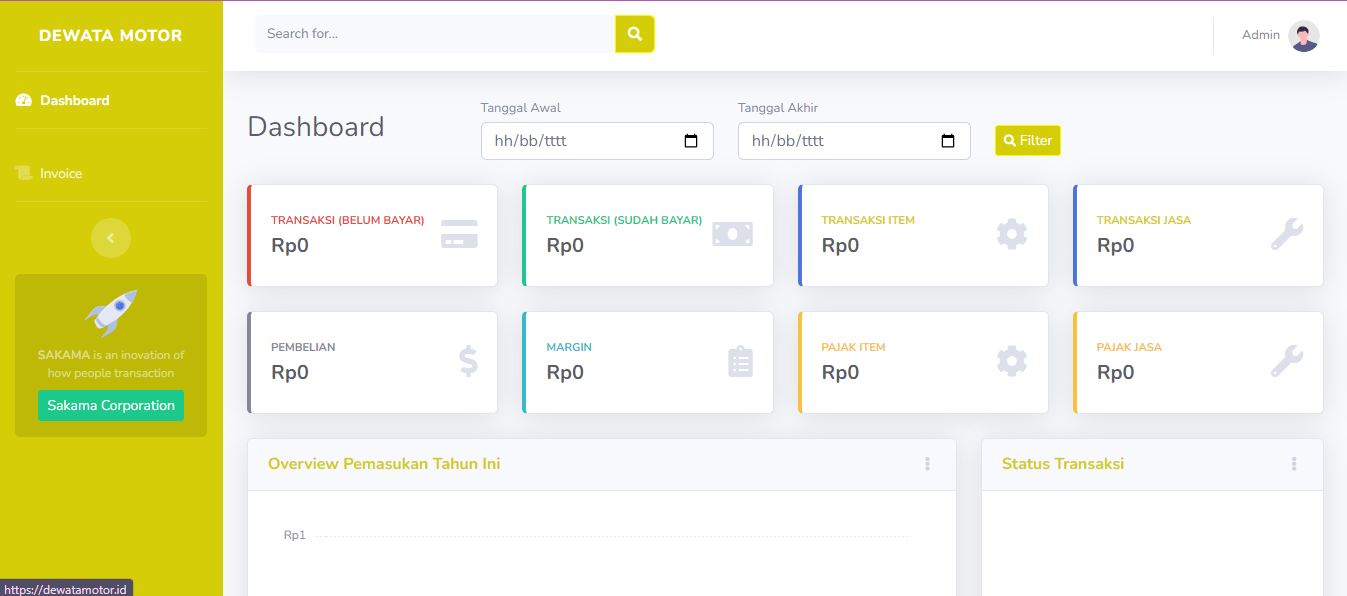 DEWATA MOTOR
Search for...
Admin
Dashboard
Invoice
SAKAMA is an inovation of
how people transaction
Sakama Corporation
Dashboard
Tanggal Awal
hh/bb/tttt
Tanggal Akhir
hh/bb/tttt
Filter
TRANSAKSI (BELUM BAYAR)
Rp0
TRANSAKSI (SUDAH BAYAR)
Rp0
TRANSAKSI ITEM
Rp0
TRANSAKSI JASA
Rp0
PEMBELIAN
Rp0
MARGIN
Rp0
PAJAK ITEM
Rp0
PAJAK JASA
Rp0
Overview Pemasukan Tahun Ini
Rp1
Status Transaksi
https://dewatamotor.id